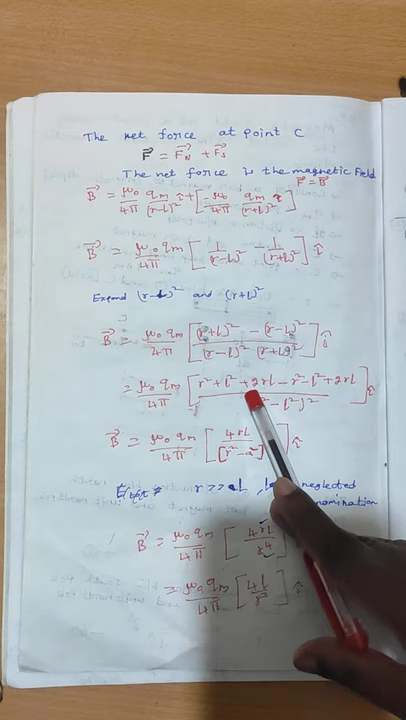 The net force at point C
F⃗ = F⃗N + F⃗S
The net force is the magnetic field
F⃗ = B⃗
B⃗ = μ₀/4π qm/(r-l)² î + [-μ₀/4π qm/(r+l)² î]
B⃗ = μ₀ qm/4π [1/(r-l)² - 1/(r+l)²] î
Expand (r-l)² and (r+l)²
B⃗ = μ₀ qm/4π [(r+l)² - (r-l)² / (r-l)² (r+l)²] î
= μ₀ qm/4π [r² + l² + 2rl - r² - l² + 2rl / - l²)²] î
B⃗ = μ₀ qm/4π [4rl / [r² - ] î
r >> l, neglected
nomination
B⃗ = μ₀ qm/4π [4rl/r⁴]
= μ₀ qm/4π [4l/r³] î